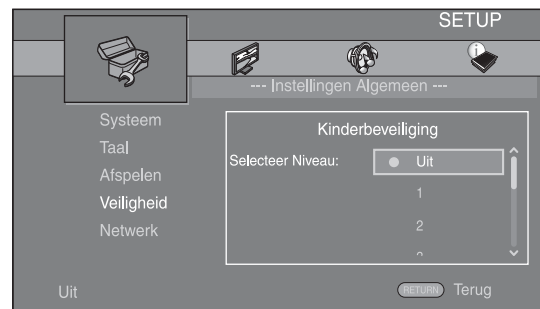 SETUP
--- Instellingen Algemeen ---
Systeem
Taal
Afspelen
Veiligheid
Netwerk
Kinderbeveiliging
Selecteer Niveau:
Uit
1
2
Uit
RETURN Terug